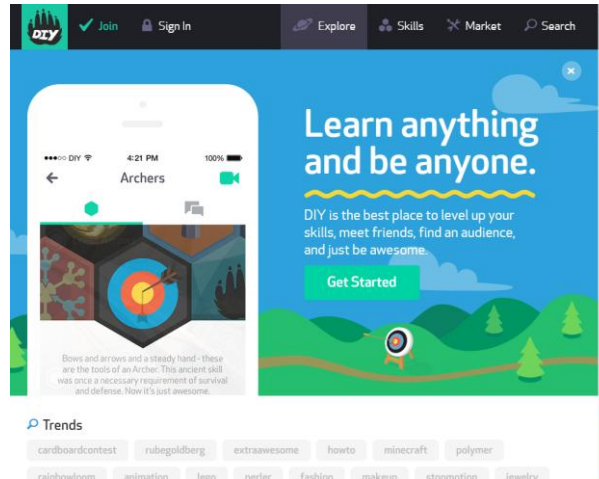 DIY
Join
Sign In
Explore
Skills
Market
Search
DIY
4:21 PM
100%
Archers
Bows and arrows and a steady hand - these
are the tools of an Archer. This ancient skill
was once a necessary requirement of survival
and defense. Now it's just awesome.
Learn anything
and be anyone.
DIY is the best place to level up your
skills, meet friends, find an audience,
and just be awesome.
Get Started
Trends
cardboardcontest rubegoldberg extraawesome howto minecraft polymer
rainbowloom animation lego perler fashion makeup stopmotion jewelry